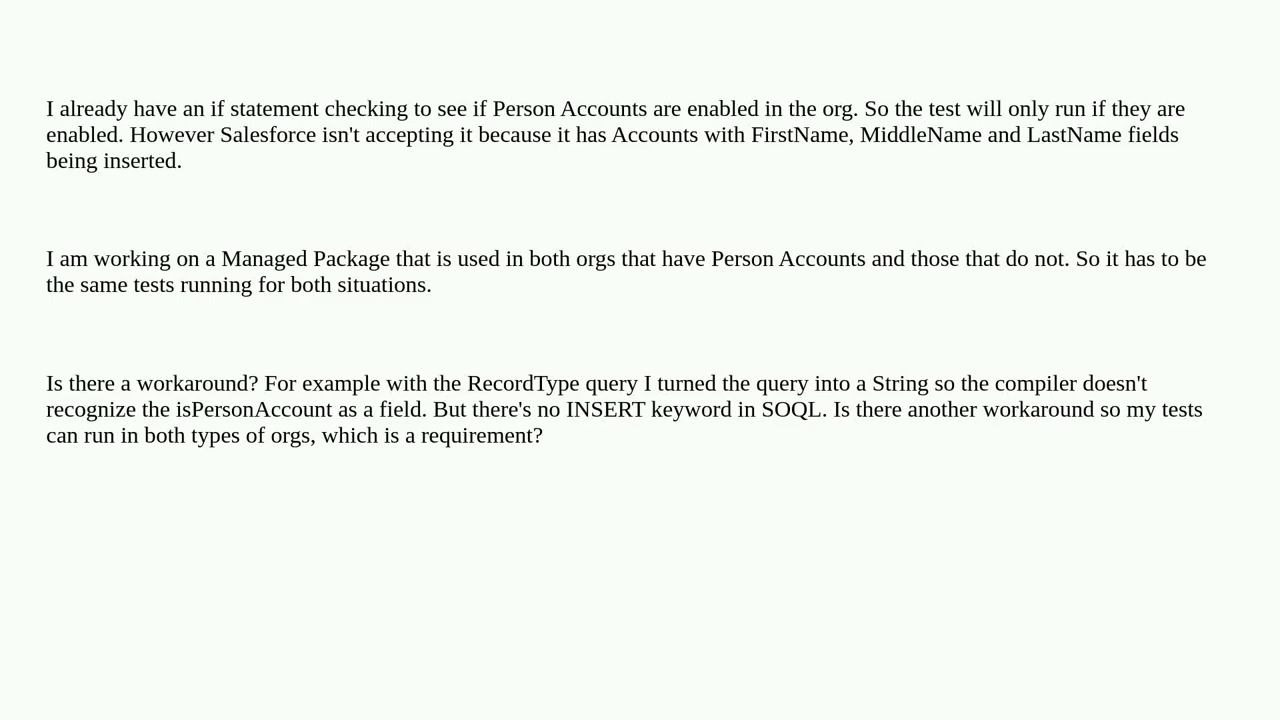 I already have an if statement checking to see if Person Accounts are enabled in the org. So the test will only run if they are
enabled. However Salesforce isn't accepting it because it has Accounts with FirstName, MiddleName and LastName fields
being inserted.
I am working on a Managed Package that is used in both orgs that have Person Accounts and those that do not. So it has to be
the same tests running for both situations.
Is there a workaround? For example with the RecordType query I turned the query into a String so the compiler doesn't
recognize the isPersonAccount as a field. But there's no INSERT keyword in SOQL. Is there another workaround so my tests
can run in both types of orgs, which is a requirement?